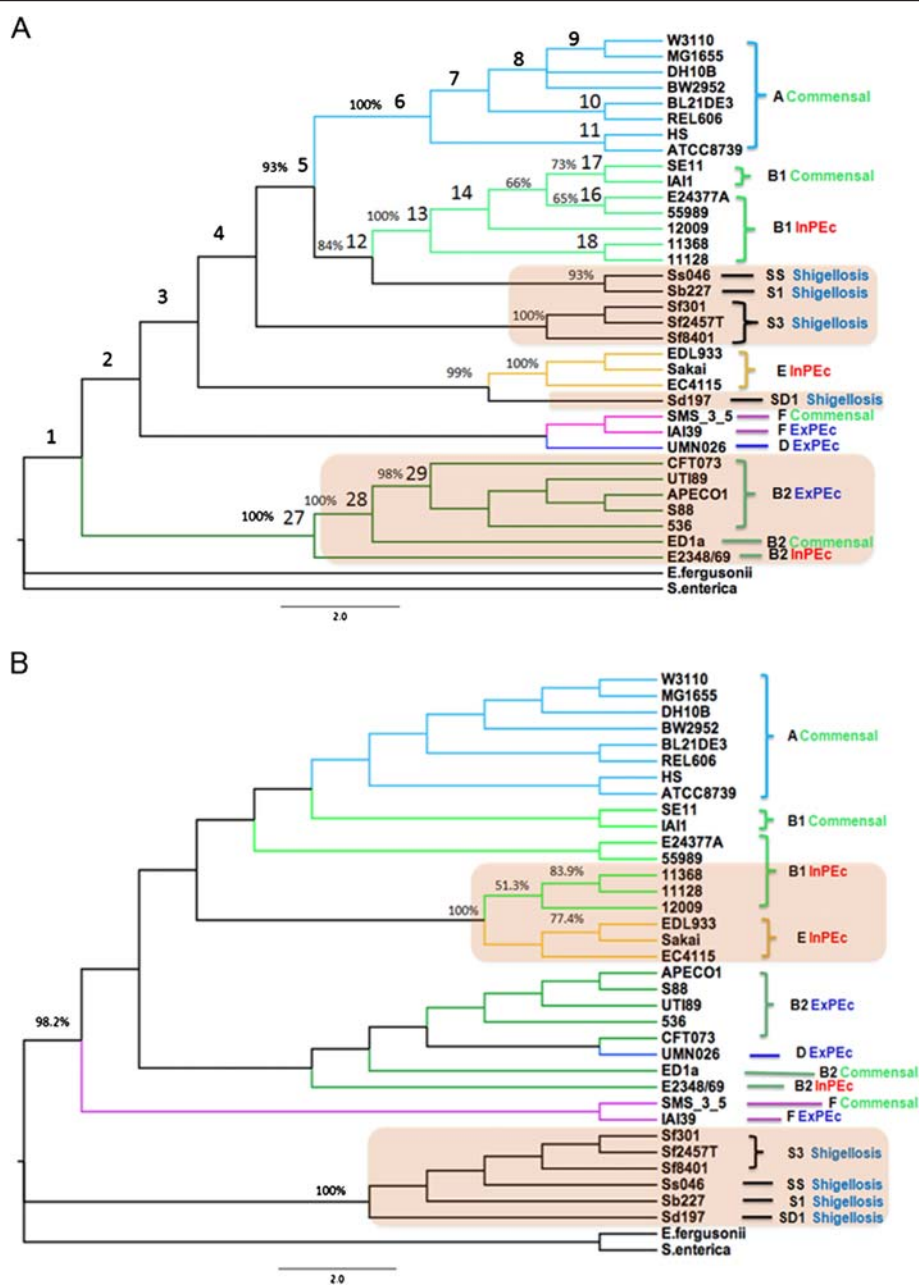 A
W3110
9
MG1655
8
DH10B
7
BW2952
100% 6
BL21DE3
10
REL606
A Commensal
HS
11
ATCC8739
93% 5
SE11
73% 17
IAI1
B1 Commensal
66%
E24377A
65% 16
14
55989
100% 13
12009
B1 InPEc
4
84% 12
11368
18
11128
Ss046 SS Shigellosis
93%
Sb227 S1 Shigellosis
3
Sf301
100%
Sf2457T S3 Shigellosis
Sf8401
EDL933
100%
Sakai E InPEc
99%
EC4115
2
Sd197 SD1 Shigellosis
SMS_3_5 F Commensal
IAI39 F ExPEc
1
UMN026 D ExPEc
CFT073
98% 29
UTI89
100% 28
APECO1 B2 ExPEc
S88
100% 27
536
ED1a B2 Commensal
E2348/69 B2 InPEc
E.fergusonii
S.enterica
2.0
B
W3110
MG1655
DH10B
BW2952
A Commensal
BL21DE3
REL606
HS
ATCC8739
SE11
B1 Commensal
IAI1
E24377A
55989
B1 InPEc
83.9%
11368
51.3%
11128
100%
12009
77.4%
EDL933
Sakai E InPEc
EC4115
APECO1
S88
B2 ExPEc
UTI89
536
98.2%
CFT073
UMN026 D ExPEc
ED1a B2 Commensal
E2348/69 B2 InPEc
SMS_3_5 F Commensal
IAI39 F ExPEc
Sf301
Sf2457T S3 Shigellosis
Sf8401
Ss046 SS Shigellosis
100%
Sb227 S1 Shigellosis
Sd197 SD1 Shigellosis
E.fergusonii
S.enterica
2.0